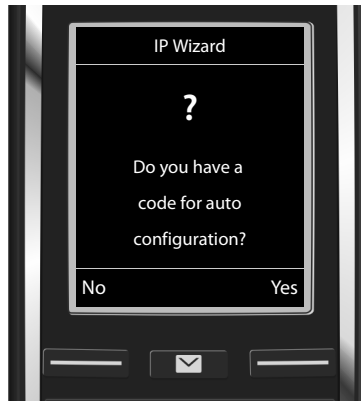 IP Wizard
?
Do you have a
code for auto
configuration?
No Yes